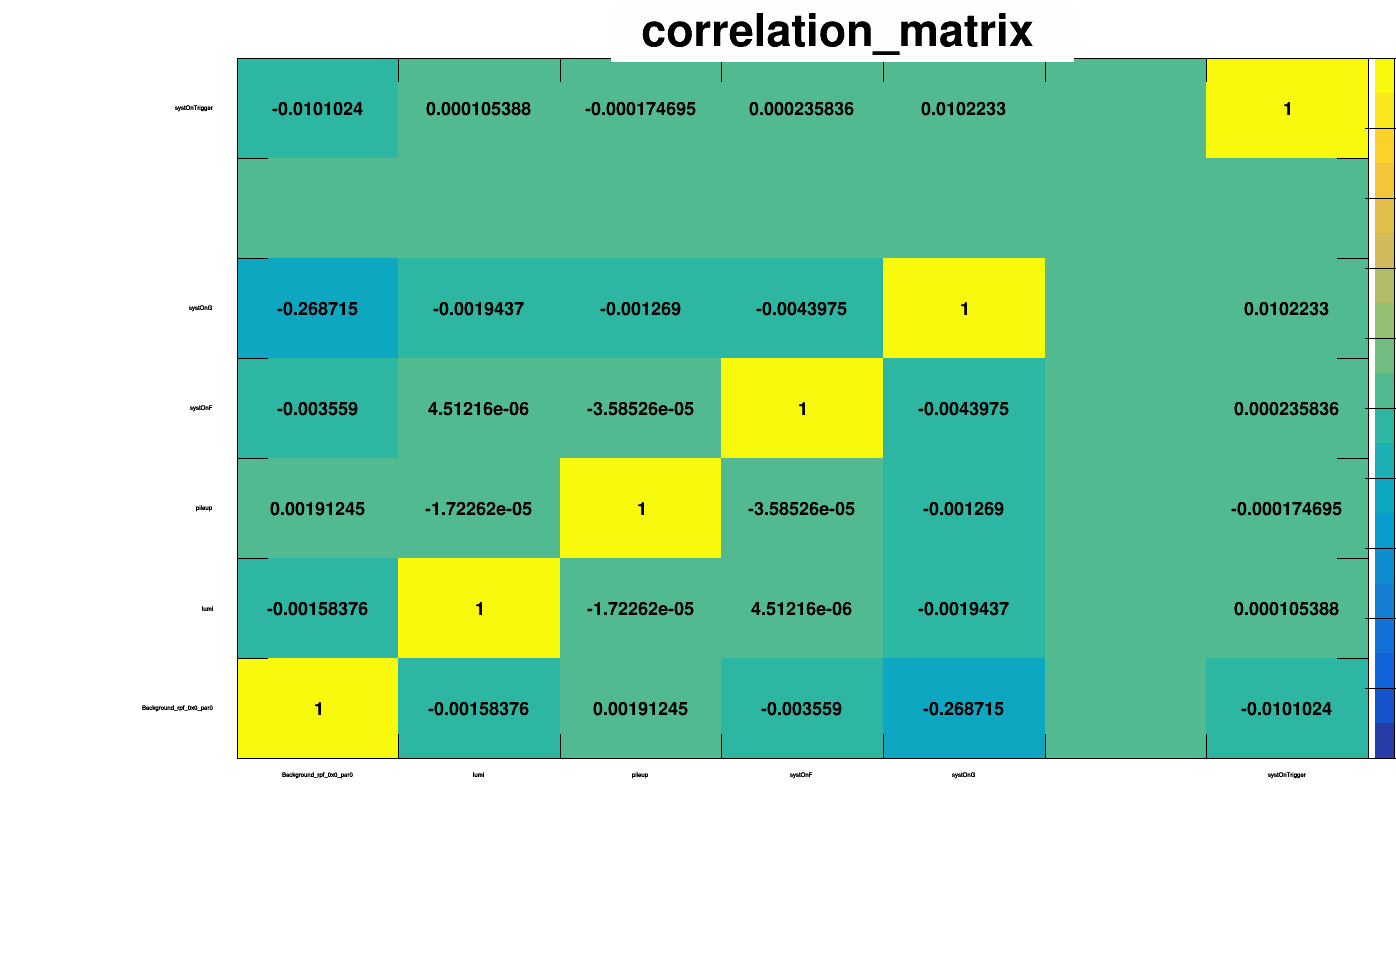 correlation_matrix
systOnTrigger -0.0101024 0.000105388 -0.000174695 0.000235836 0.0102233 1
systOnG -0.268715 -0.0019437 -0.001269 -0.0043975 1 0.0102233
systOnF -0.003559 4.51216e-06 -3.58526e-05 1 -0.0043975 0.000235836
pileup 0.00191245 -1.72262e-05 1 -3.58526e-05 -0.001269 -0.000174695
lumi -0.00158376 1 -1.72262e-05 4.51216e-06 -0.0019437 0.000105388
Background_rpf_0x0_par0 1 -0.00158376 0.00191245 -0.003559 -0.268715 -0.0101024
Background_rpf_0x0_par0 lumi pileup systOnF systOnG systOnTrigger